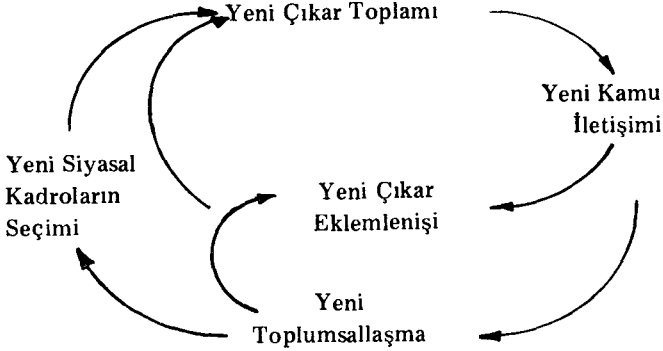 Yeni Çıkar Toplamı
Yeni Kamu
İletişimi
Yeni Siyasal
Kadroların
Seçimi
Yeni Çıkar
Eklemlenişi
Yeni
Toplumsallaşma